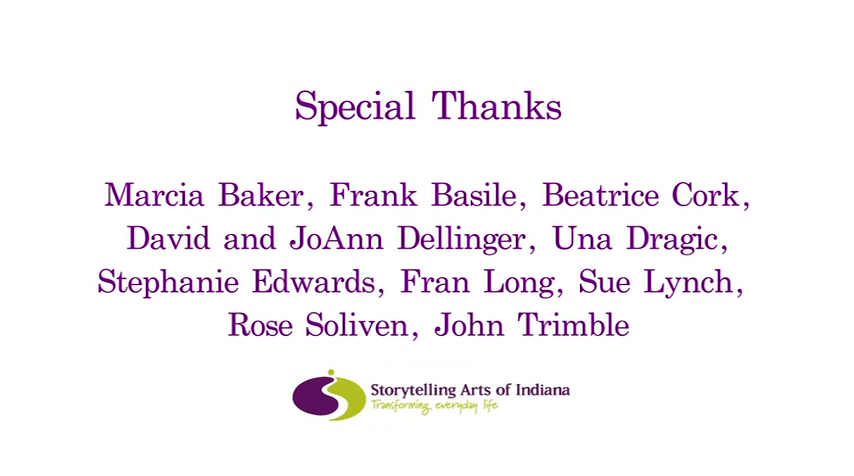 Special Thanks
Marcia Baker, Frank Basile, Beatrice Cork,
David and JoAnn Dellinger, Una Dragic,
Stephanie Edwards, Fran Long, Sue Lynch,
Rose Soliven, John Trimble
Storytelling Arts of Indiana
Transforming everyday life